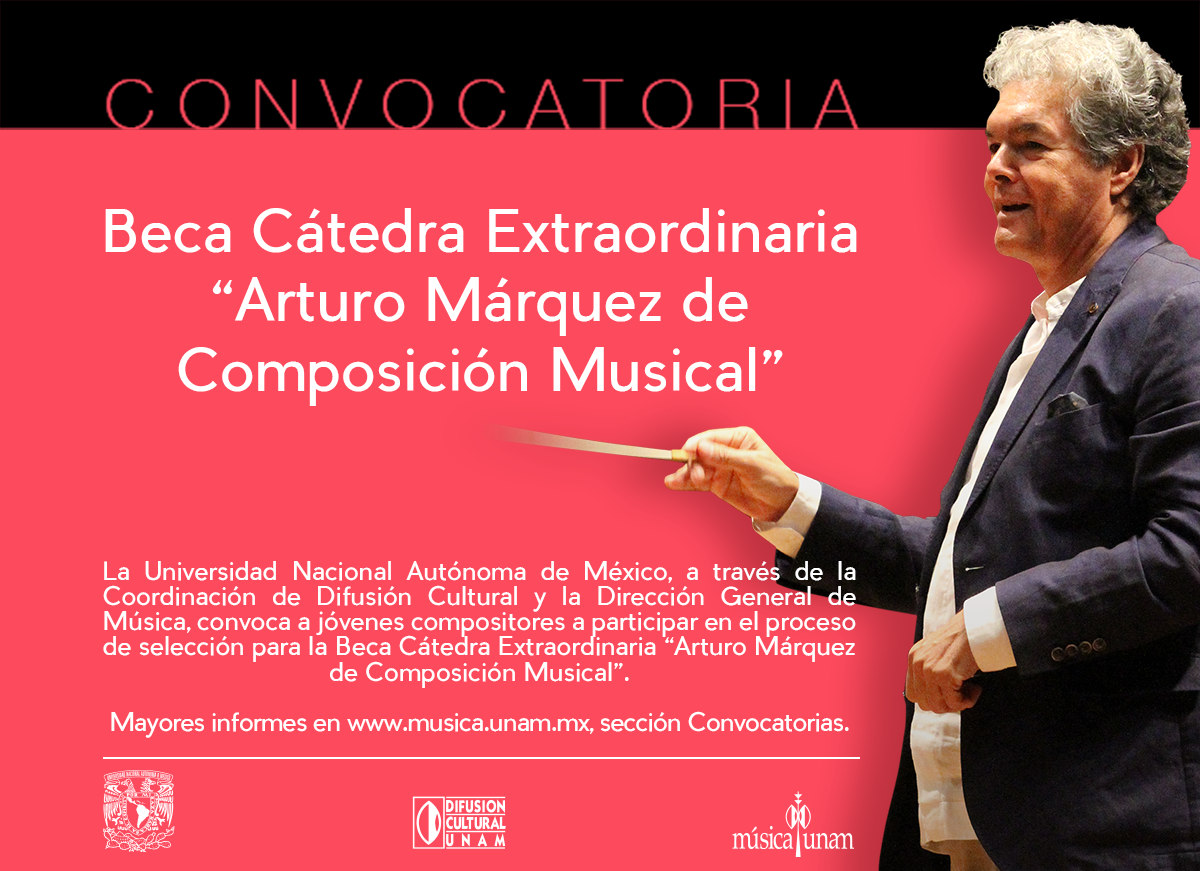 CONVOCATORIA
Beca Cátedra Extraordinaria
“Arturo Márquez de
Composición Musical”
La Universidad Nacional Autónoma de México, a través de la
Coordinación de Difusión Cultural y la Dirección General de
Música, convoca a jóvenes compositores a participar en el proceso
de selección para la Beca Cátedra Extraordinaria “Arturo Márquez
de Composición Musical”.
Mayores informes en www.musica.unam.mx, sección Convocatorias.
DIFUSION
CULTURAL
UNAM
música unam